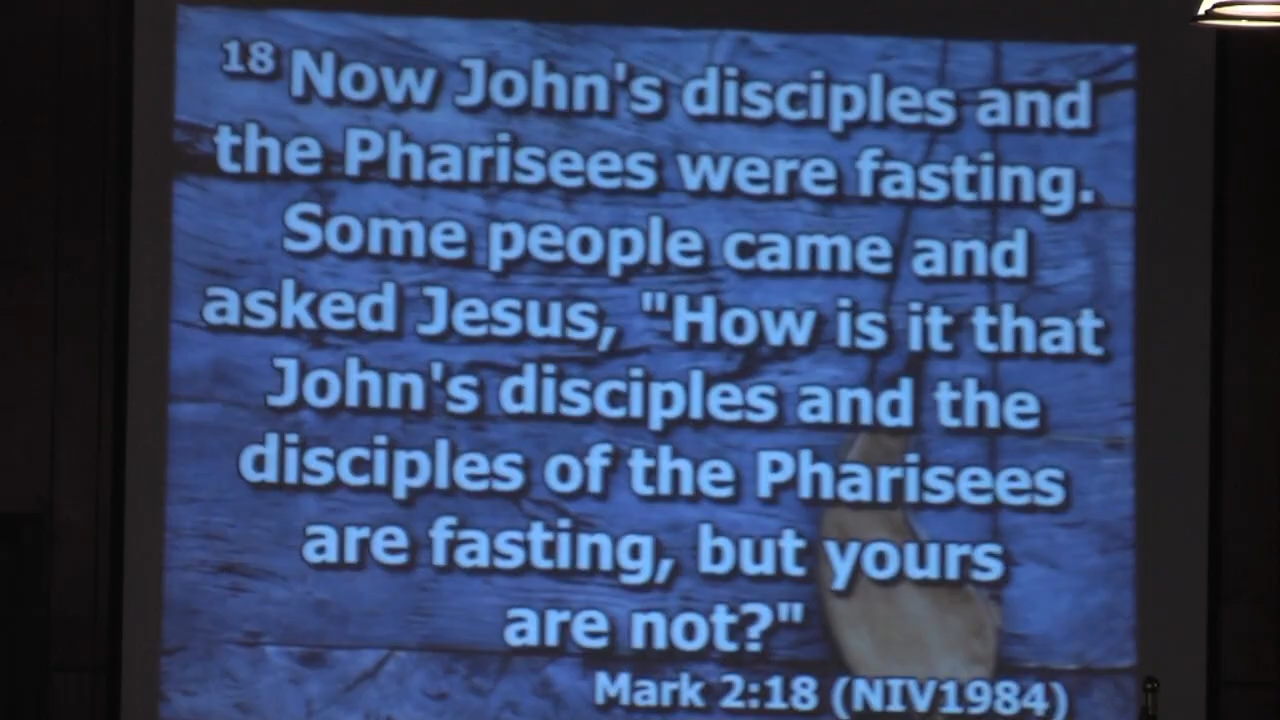 18 Now John's disciples and
the Pharisees were fasting.
Some people came and
asked Jesus, "How is it that
John's disciples and the
disciples of the Pharisees
are fasting, but yours
are not?"
Mark 2:18 (NIV1984)